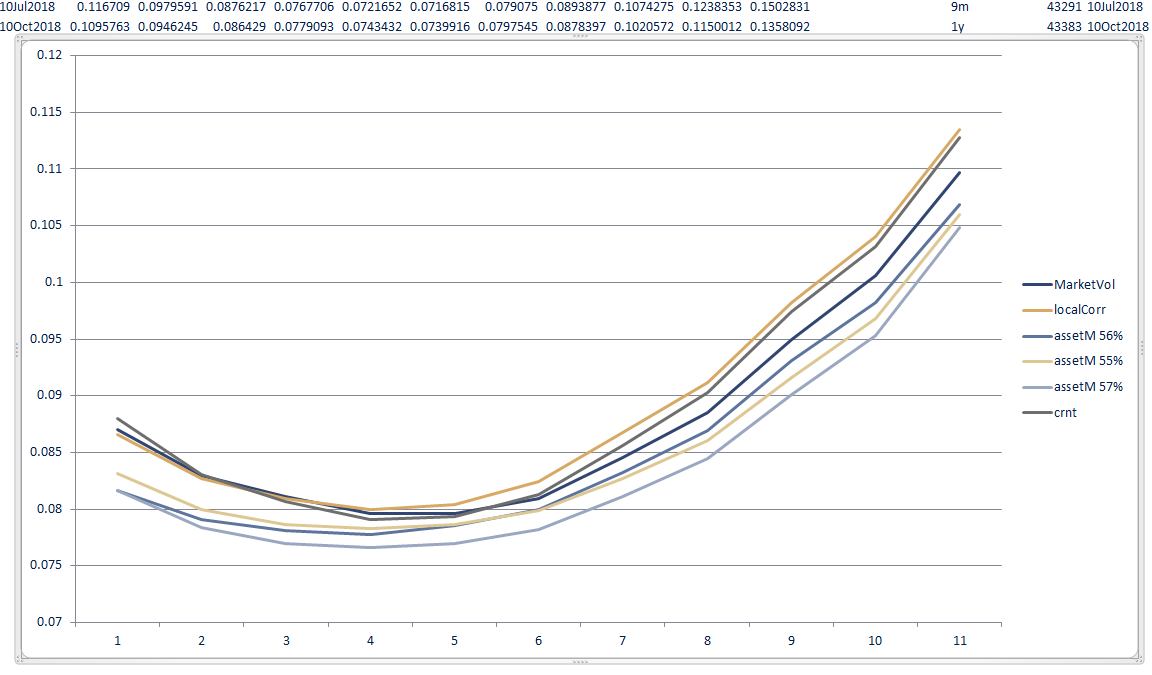 10Jul2018 0.116709 0.0979591 0.0876217 0.0767706 0.0721652 0.0716815 0.079075 0.0893877 0.1074275 0.1238353 0.1502831 9m 43291 10Jul2018
10Oct2018 0.1095763 0.0946245 0.086429 0.0779093 0.0743432 0.0739916 0.0797545 0.0878397 0.1020572 0.1150012 0.1358092 1y 43383 10Oct2018
0.12
0.115
0.11
0.105
0.1
0.095
0.09
0.085
0.08
0.075
0.07
1 2 3 4 5 6 7 8 9 10 11
MarketVol
localCorr
assetM 56%
assetM 55%
assetM 57%
crnt